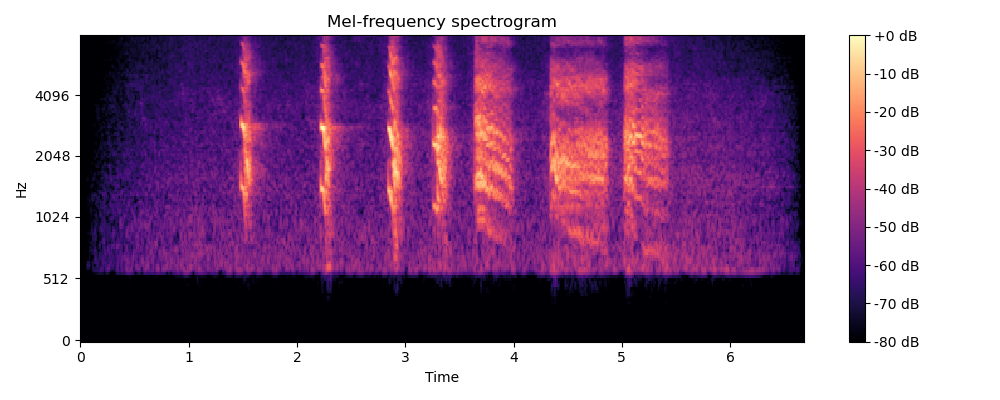 Mel-frequency spectrogram
+0 dB
-10 dB
-20 dB
-30 dB
-40 dB
-50 dB
-60 dB
-70 dB
-80 dB
Hz
4096
2048
1024
512
0
0 1 2 3 4 5 6
Time